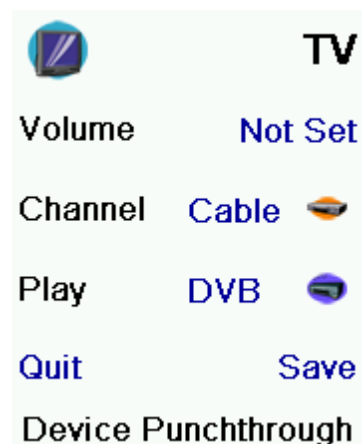 TV
Volume Not Set
Channel Cable
Play DVB
Quit Save
Device Punchthrough